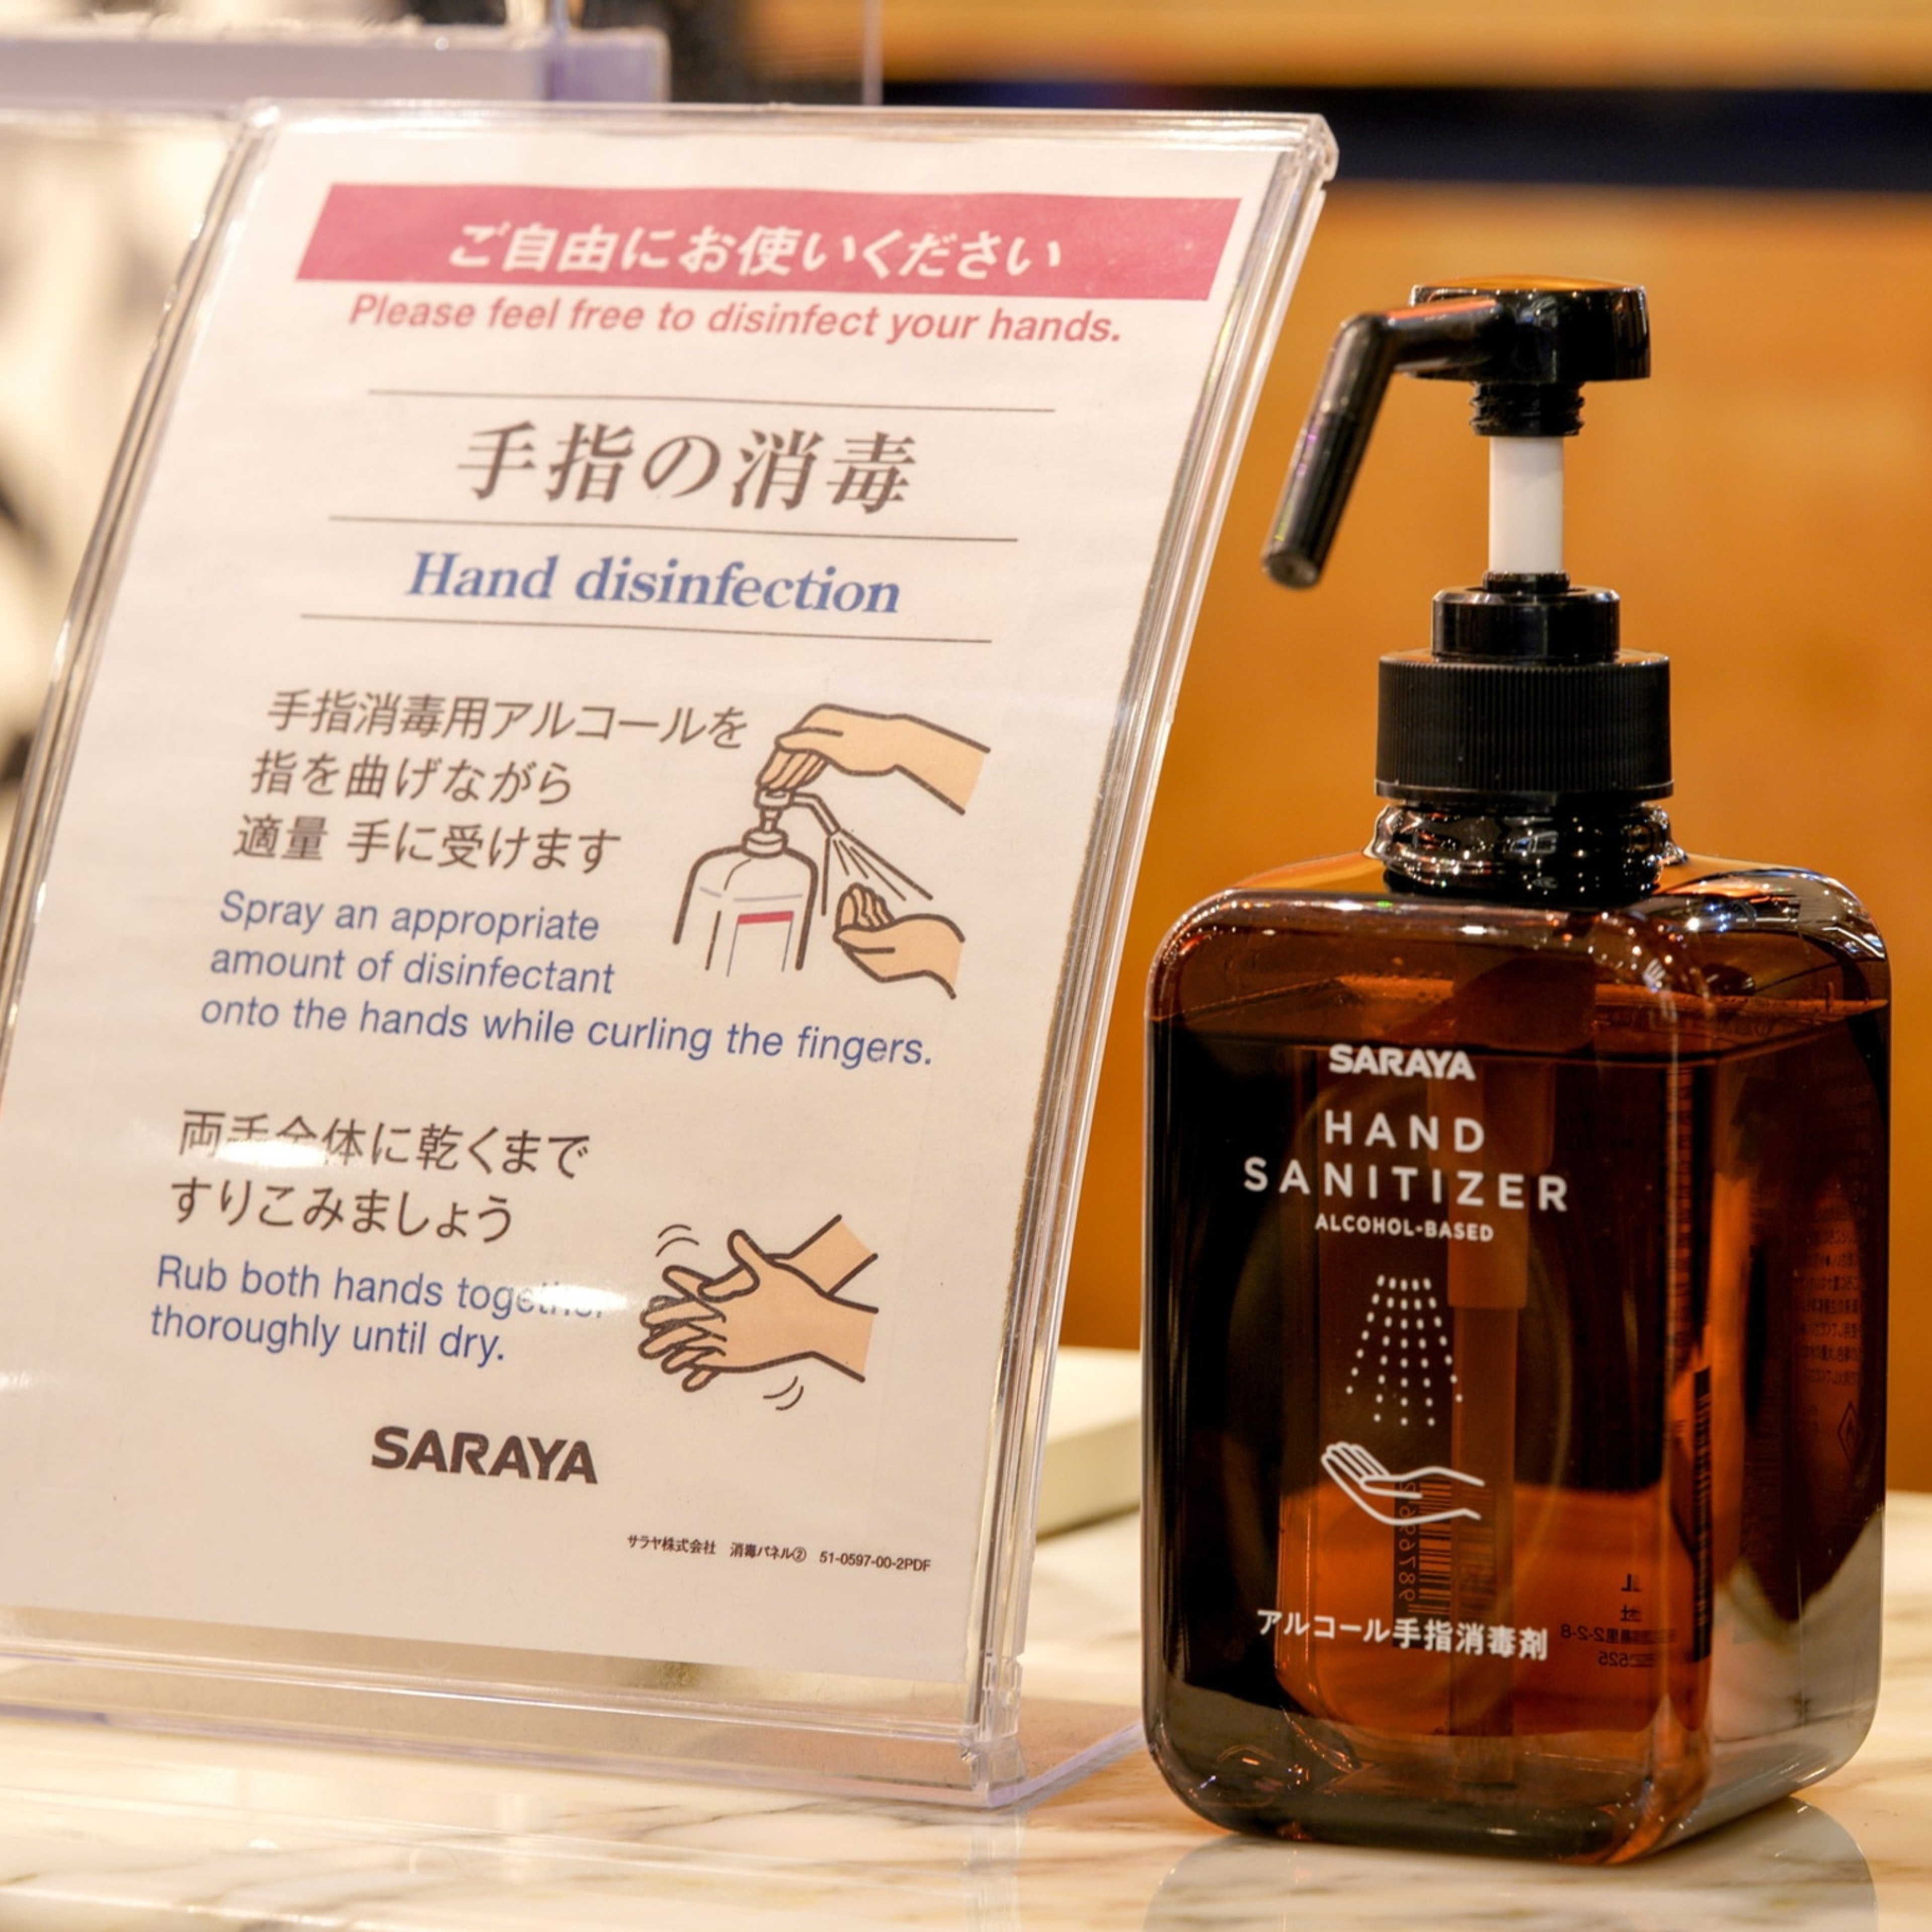 ご自由にお使いください
Please feel free to disinfect your hands.
手指の消毒
Hand disinfection
手指消毒用アルコールを
指を曲げながら
適量 手に受けます
Spray an appropriate
amount of disinfectant
onto the hands while curling the fingers.
両手全体に乾くまで
すりこみましょう
Rub both hands together
thoroughly until dry.
SARAYA
サラヤ株式会社 消毒パネル② 51-0597-00-2PDF
SARAYA
HAND
SANITIZER
ALCOHOL-BASED
アルコール手指消毒剤